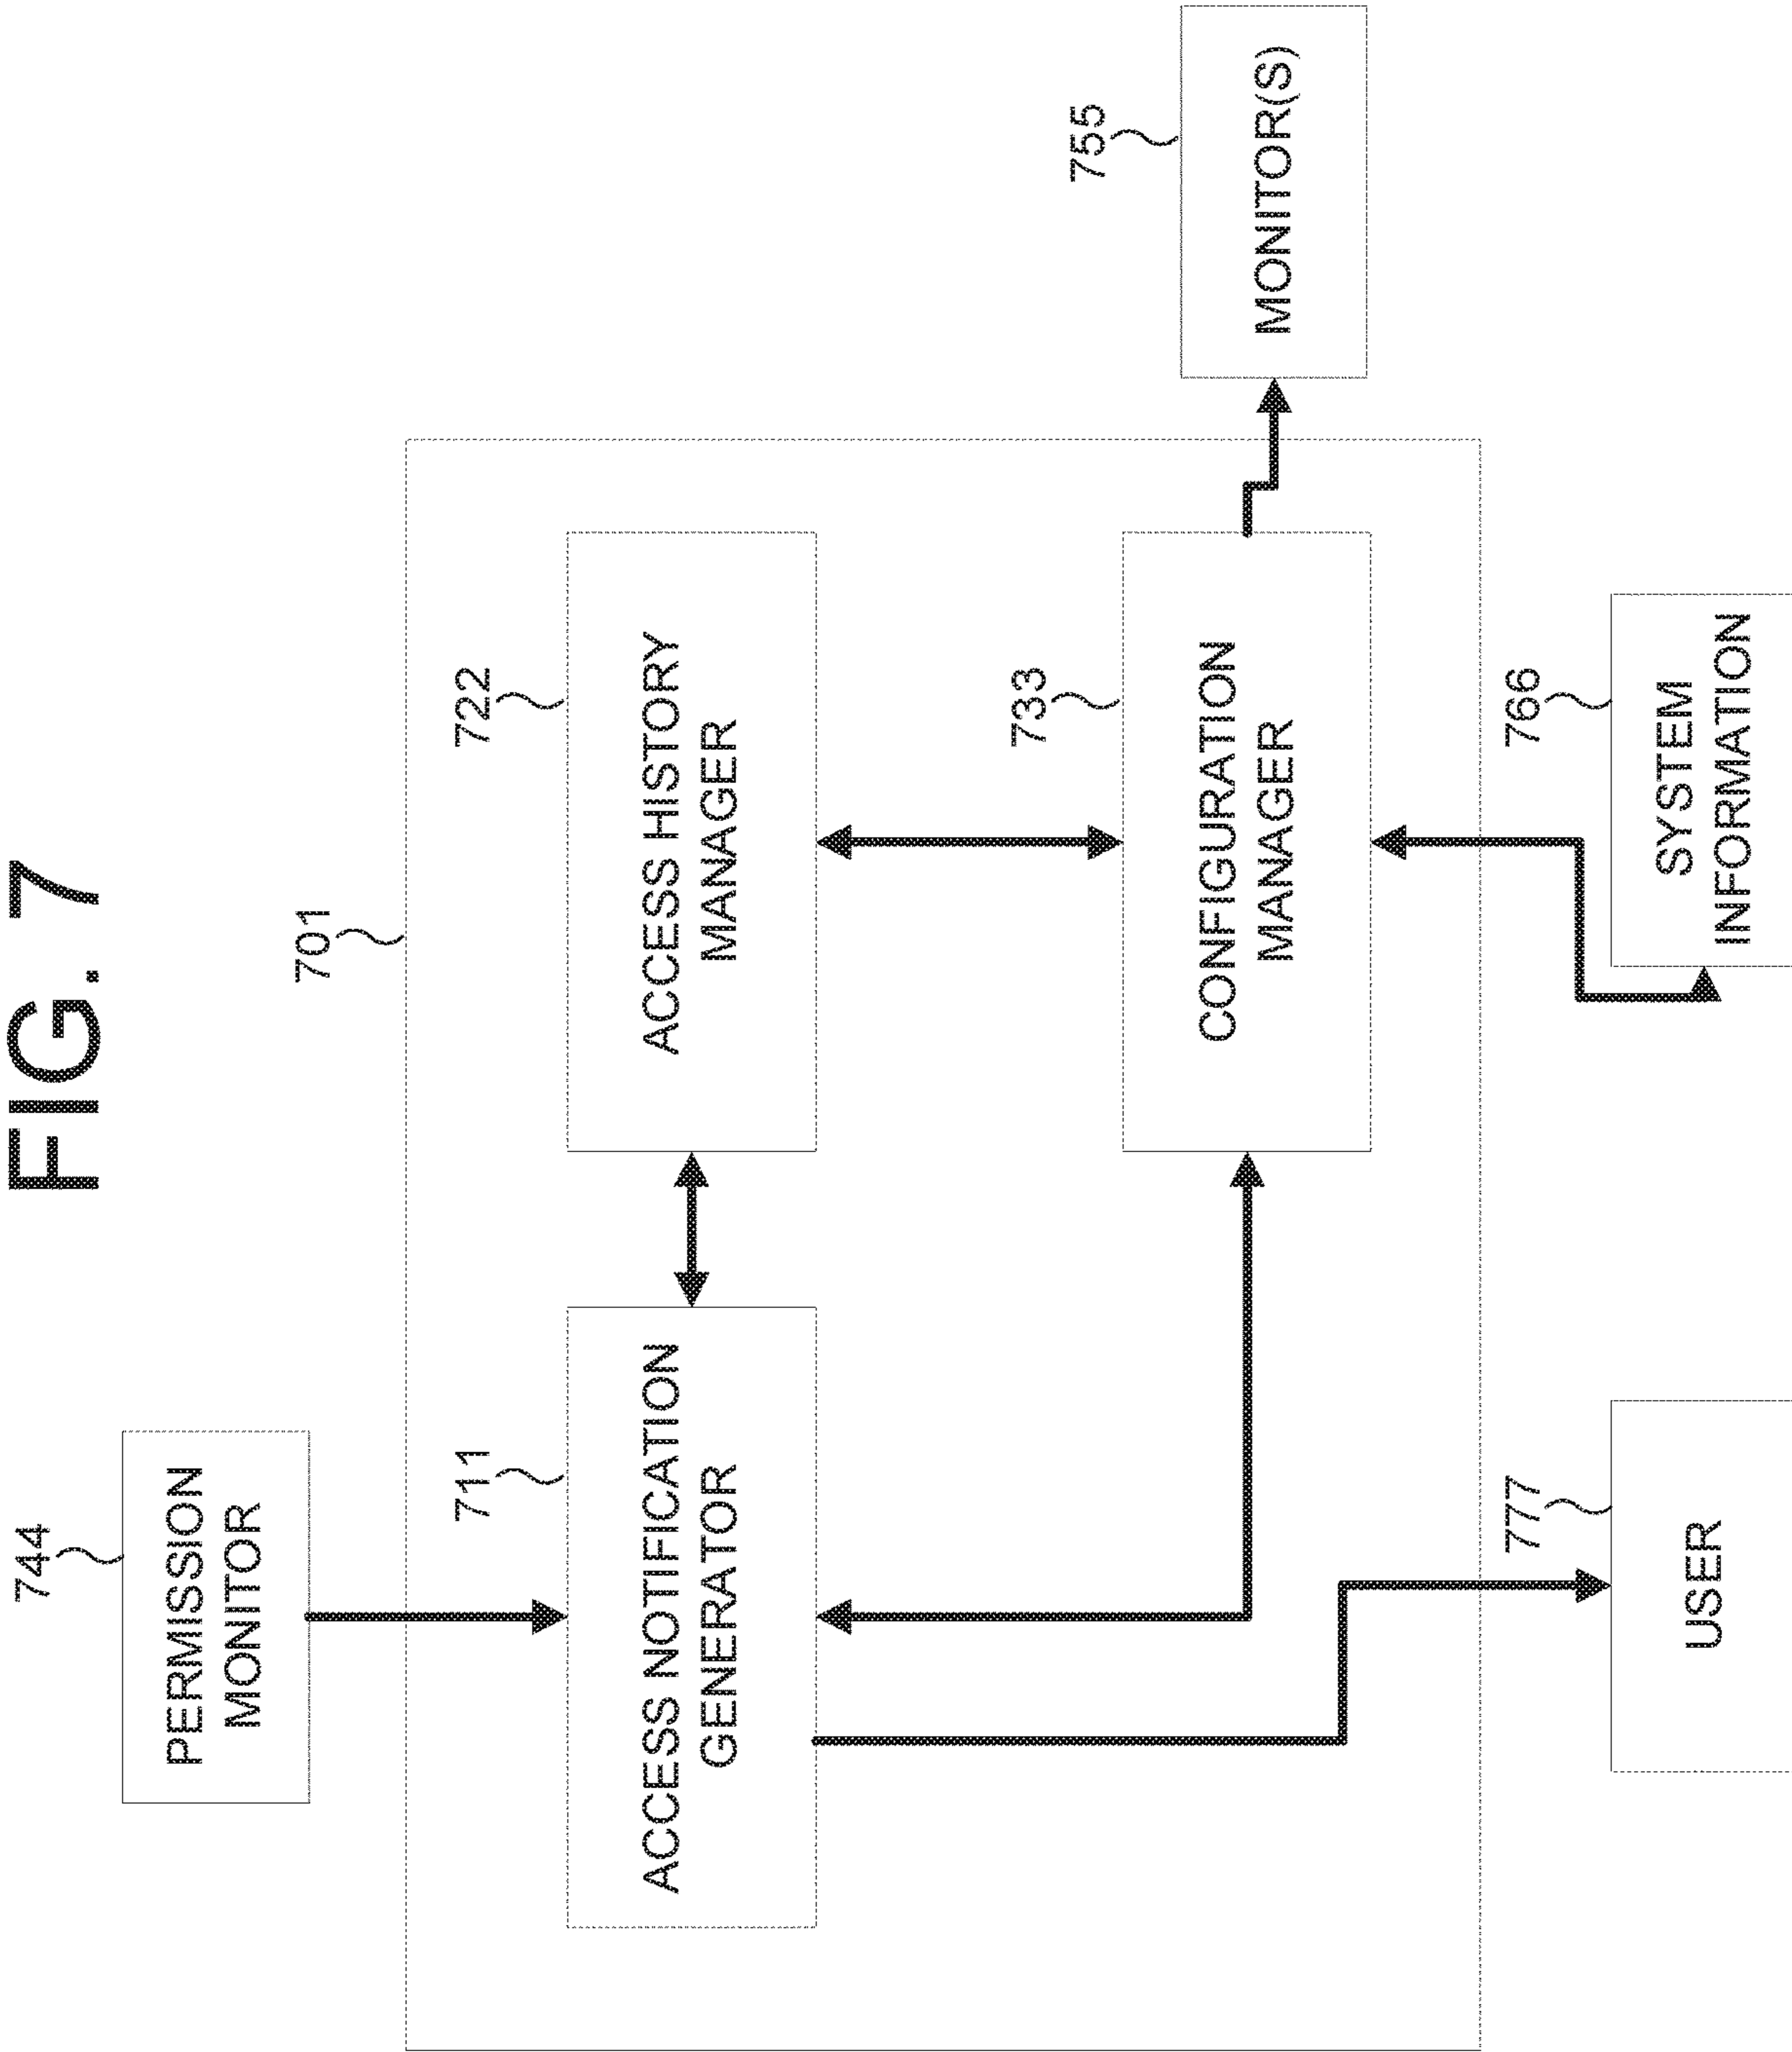 FIG. 7
744
PERMISSION
MONITOR
701
711
ACCESS NOTIFICATION
GENERATOR
722
ACCESS HISTORY
MANAGER
733
CONFIGURATION
MANAGER
755
MONITOR(S)
777
USER
766
SYSTEM
INFORMATION